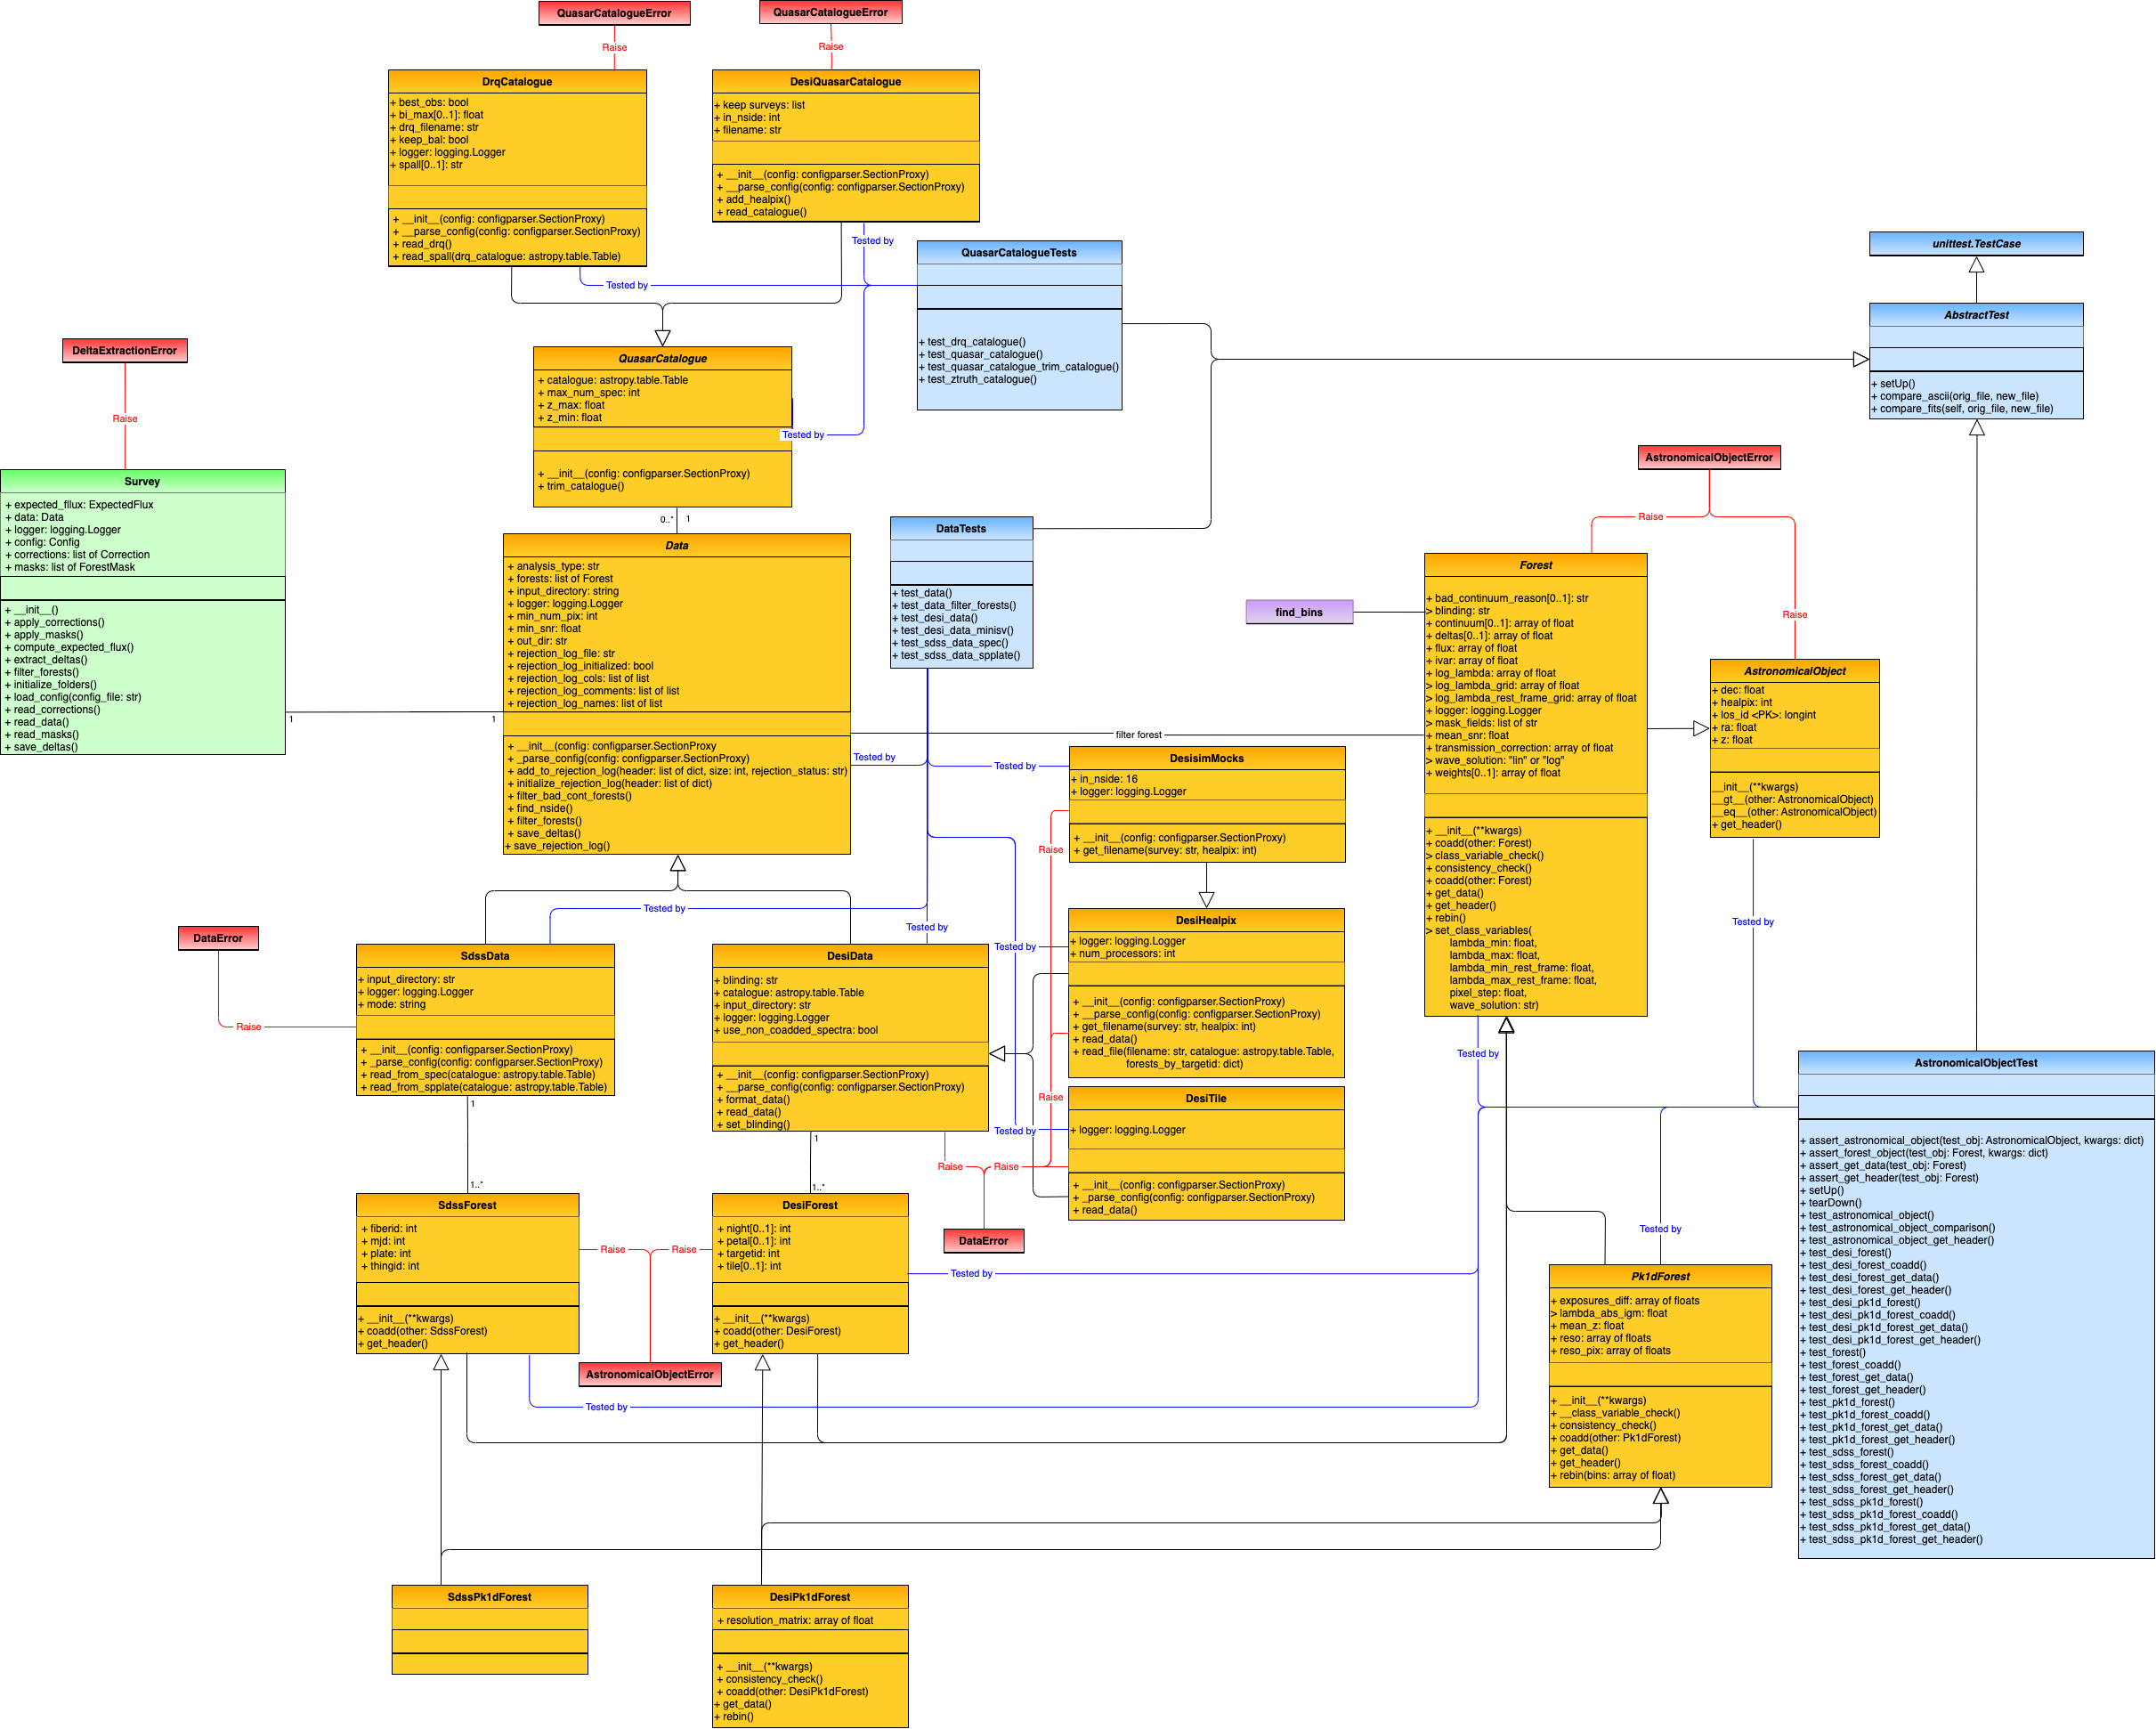 QuasarCatalogueError
Raise
QuasarCatalogueError
Raise
DrqCatalogue
+ best_obs: bool
+ bi_max[0..1]: float
+ drq_filename: str
+ keep_bal: bool
+ logger: logging.Logger
+ spall[0..1]: str
+ __init__(config: configparser.SectionProxy)
+ __parse_config(config: configparser.SectionProxy)
+ read_drq()
+ read_spall(drq_catalogue: astropy.table.Table)
DesiQuasarCatalogue
+ keep surveys: list
+ in_nside: int
+ filename: str
+ __init__(config: configparser.SectionProxy)
+ __parse_config(config: configparser.SectionProxy)
+ add_healpix()
+ read_catalogue()
Tested by
Tested by
QuasarCatalogueTests
+ test_drq_catalogue()
+ test_quasar_catalogue()
+ test_quasar_catalogue_trim_catalogue()
+ test_ztruth_catalogue()
unittest.TestCase
AbstractTest
+ setUp()
+ compare_ascii(orig_file, new_file)
+ compare_fits(self, orig_file, new_file)
QuasarCatalogue
+ catalogue: astropy.table.Table
+ max_num_spec: int
+ z_max: float
+ z_min: float
+ __init__(config: configparser.SectionProxy)
+ trim_catalogue()
Tested by
0..*
1
DeltaExtractionError
Raise
Survey
+ expected_fllux: ExpectedFlux
+ data: Data
+ logger: logging.Logger
+ config: Config
+ corrections: list of Correction
+ masks: list of ForestMask
+ __init__()
+ apply_corrections()
+ apply_masks()
+ compute_expected_flux()
+ extract_deltas()
+ filter_forests()
+ initialize_folders()
+ load_config(config_file: str)
+ read_corrections()
+ read_data()
+ read_masks()
+ save_deltas()
1
1
Data
+ analysis_type: str
+ forests: list of Forest
+ input_directory: string
+ logger: logging.Logger
+ min_num_pix: int
+ min_snr: float
+ out_dir: str
+ rejection_log_file: str
+ rejection_log_initialized: bool
+ rejection_log_cols: list of list
+ rejection_log_comments: list of list
+ rejection_log_names: list of list
+ __init__(config: configparser.SectionProxy
+ _parse_config(config: configparser.SectionProxy)
+ add_to_rejection_log(header: list of dict, size: int, rejection_status: str)
+ initialize_rejection_log(header: list of dict)
+ filter_bad_cont_forests()
+ find_nside()
+ filter_forests()
+ save_deltas()
+ save_rejection_log()
DataTests
+ test_data()
+ test_data_filter_forests()
+ test_desi_data()
+ test_desi_data_minisv()
+ test_sdss_data_spec()
+ test_sdss_data_spplate()
filter forest
Tested by
Tested by
Tested by
Tested by
Tested by
Tested by
find_bins
AstronomicalObjectError
Raise
Raise
Forest
+ bad_continuum_reason[0..1]: str
> blinding: str
+ continuum[0..1]: array of float
+ deltas[0..1]: array of float
+ flux: array of float
+ ivar: array of float
+ log_lambda: array of float
> log_lambda_grid: array of float
> log_lambda_rest_frame_grid: array of float
+ logger: logging.Logger
> mask_fields: list of str
+ mean_snr: float
+ transmission_correction: array of float
> wave_solution: "lin" or "log"
+ weights[0..1]: array of float
+ __init__(**kwargs)
+ coadd(other: Forest)
> class_variable_check()
+ consistency_check()
+ coadd(other: Forest)
+ get_data()
+ get_header()
+ rebin()
> set_class_variables(
lambda_min: float,
lambda_max: float,
lambda_min_rest_frame: float,
lambda_max_rest_frame: float,
pixel_step: float,
wave_solution: str)
AstronomicalObject
+ dec: float
+ healpix: int
+ los_id <PK>: longint
+ ra: float
+ z: float
__init__(**kwargs)
__gt__(other: AstronomicalObject)
__eq__(other: AstronomicalObject)
+ get_header()
Tested by
Tested by
DesisimMocks
+ in_nside: 16
+ logger: logging.Logger
+ __init__(config: configparser.SectionProxy)
+ get_filename(survey: str, healpix: int)
Raise
DesiHealpix
+ logger: logging.Logger
+ num_processors: int
+ __init__(config: configparser.SectionProxy)
+ __parse_config(config: configparser.SectionProxy)
+ get_filename(survey: str, healpix: int)
+ read_data()
+ read_file(filename: str, catalogue: astropy.table.Table,
forests_by_targetid: dict)
Raise
DesiTile
+ logger: logging.Logger
+ __init__(config: configparser.SectionProxy)
+ _parse_config(config: configparser.SectionProxy)
+ read_data()
DataError
Raise
SdssData
+ input_directory: str
+ logger: logging.Logger
+ mode: string
+ __init__(config: configparser.SectionProxy)
+ _parse_config(config: configparser.SectionProxy)
+ read_from_spec(catalogue: astropy.table.Table)
+ read_from_spplate(catalogue: astropy.table.Table)
1
1..*
DesiData
+ blinding: str
+ catalogue: astropy.table.Table
+ input_directory: str
+ logger: logging.Logger
+ use_non_coadded_spectra: bool
+ __init__(config: configparser.SectionProxy)
+ __parse_config(config: configparser.SectionProxy)
+ format_data()
+ read_data()
+ set_blinding()
1
1..*
Raise
Raise
DataError
SdssForest
+ fiberid: int
+ mjd: int
+ plate: int
+ thingid: int
+ __init__(**kwargs)
+ coadd(other: SdssForest)
+ get_header()
Raise
Raise
AstronomicalObjectError
DesiForest
+ night[0..1]: int
+ petal[0..1]: int
+ targetid: int
+ tile[0..1]: int
+ __init__(**kwargs)
+ coadd(other: DesiForest)
+ get_header()
Tested by
Tested by
Tested by
Pk1dForest
+ exposures_diff: array of floats
> lambda_abs_igm: float
+ mean_z: float
+ reso: array of floats
+ reso_pix: array of floats
+ __init__(**kwargs)
+ __class_variable_check()
+ consistency_check()
+ coadd(other: Pk1dForest)
+ get_data()
+ get_header()
+ rebin(bins: array of float)
AstronomicalObjectTest
+ assert_astronomical_object(test_obj: AstronomicalObject, kwargs: dict)
+ assert_forest_object(test_obj: Forest, kwargs: dict)
+ assert_get_data(test_obj: Forest)
+ assert_get_header(test_obj: Forest)
+ setUp()
+ tearDown()
+ test_astronomical_object()
+ test_astronomical_object_comparison()
+ test_astronomical_object_get_header()
+ test_desi_forest()
+ test_desi_forest_coadd()
+ test_desi_forest_get_data()
+ test_desi_forest_get_header()
+ test_desi_pk1d_forest()
+ test_desi_pk1d_forest_coadd()
+ test_desi_pk1d_forest_get_data()
+ test_desi_pk1d_forest_get_header()
+ test_forest()
+ test_forest_coadd()
+ test_forest_get_data()
+ test_forest_get_header()
+ test_pk1d_forest()
+ test_pk1d_forest_coadd()
+ test_pk1d_forest_get_data()
+ test_pk1d_forest_get_header()
+ test_sdss_forest()
+ test_sdss_forest_coadd()
+ test_sdss_forest_get_data()
+ test_sdss_forest_get_header()
+ test_sdss_pk1d_forest()
+ test_sdss_pk1d_forest_coadd()
+ test_sdss_pk1d_forest_get_data()
+ test_sdss_pk1d_forest_get_header()
SdssPk1dForest
DesiPk1dForest
+ resolution_matrix: array of float
+ __init__(**kwargs)
+ consistency_check()
+ coadd(other: DesiPk1dForest)
+ get_data()
+ rebin()